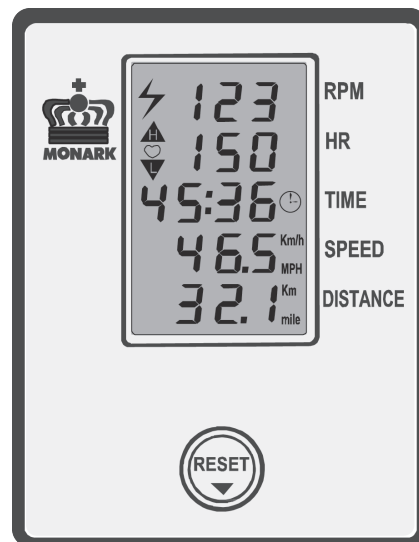 123 RPM
MONARK
H
150 HR
L
45:36 TIME
46.5 Km/h MPH SPEED
32.1 Km mile DISTANCE
RESET